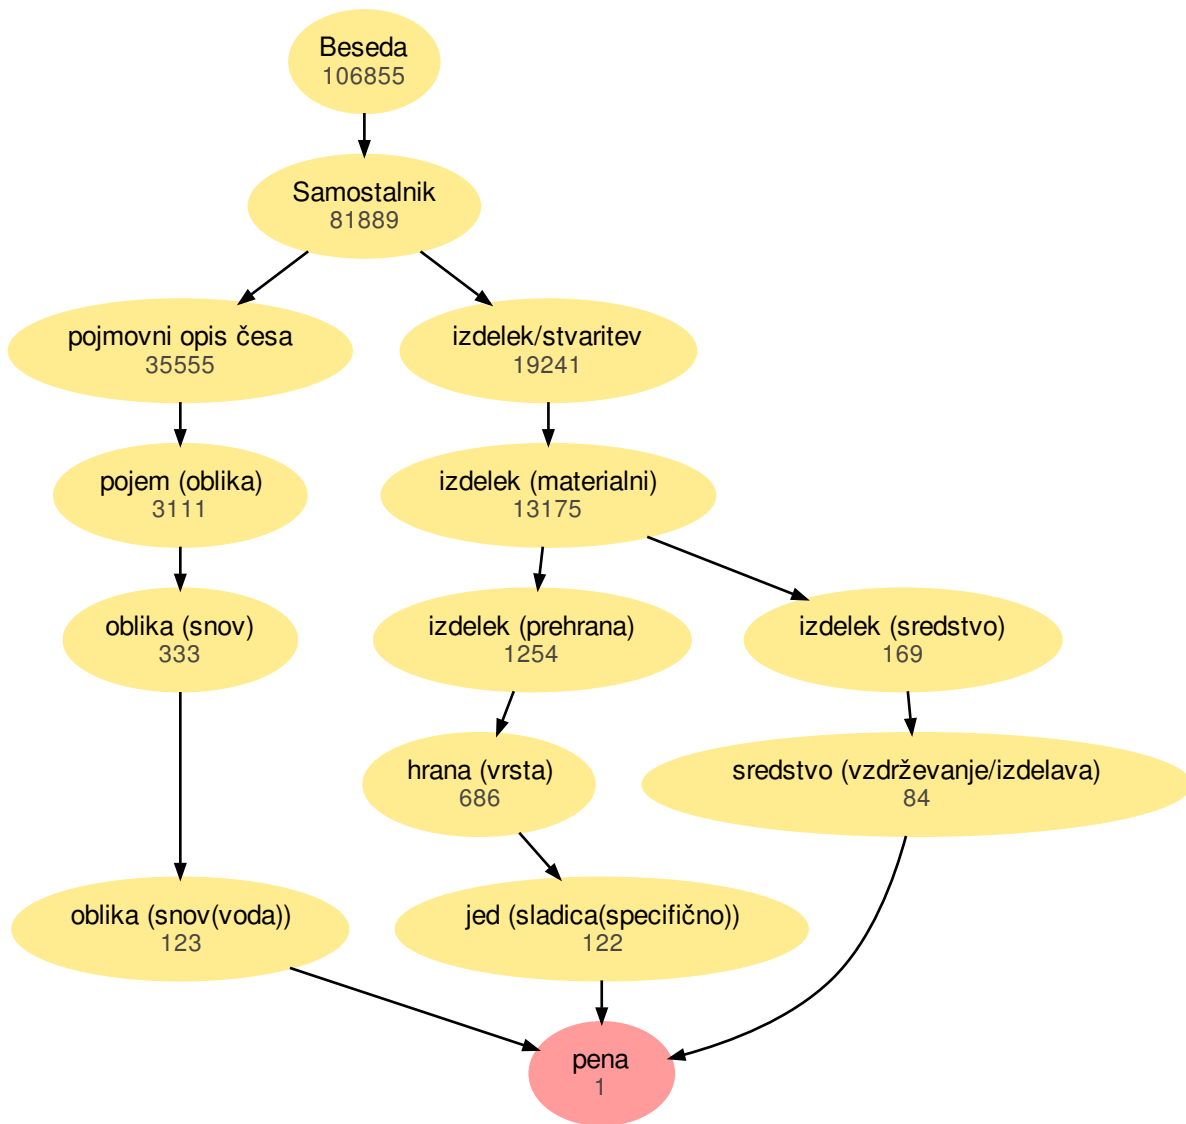 Beseda
106855
Samostalnik
81889
pojmovni opis česa
35555
izdelek/stvaritev
19241
pojem (oblika)
3111
izdelek (materialni)
13175
oblika (snov)
333
izdelek (prehrana)
1254
izdelek (sredstvo)
169
hrana (vrsta)
686
sredstvo (vzdrževanje/izdelava)
84
oblika (snov(voda))
123
jed (sladica(specifično))
122
pena
1